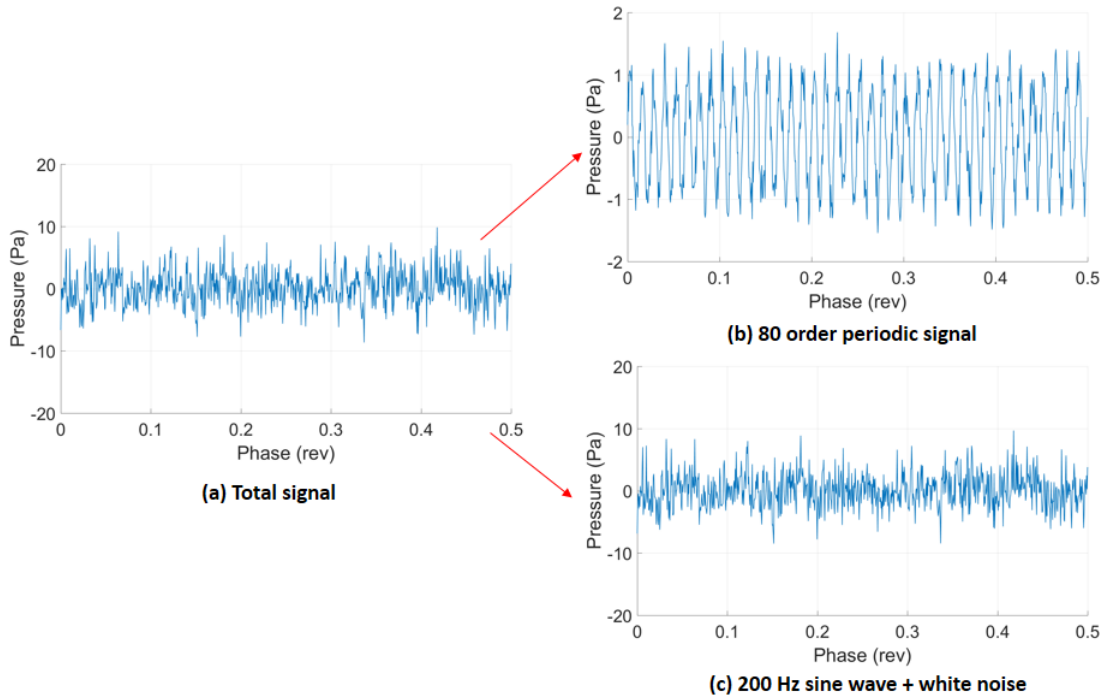 20
10
0
-10
-20
Pressure (Pa)
0 0.1 0.2 0.3 0.4 0.5
Phase (rev)
(a) Total signal
2
1
0
-1
-2
Pressure (Pa)
0 0.1 0.2 0.3 0.4 0.5
Phase (rev)
(b) 80 order periodic signal
20
10
0
-10
-20
Pressure (Pa)
0 0.1 0.2 0.3 0.4 0.5
Phase (rev)
(c) 200 Hz sine wave + white noise